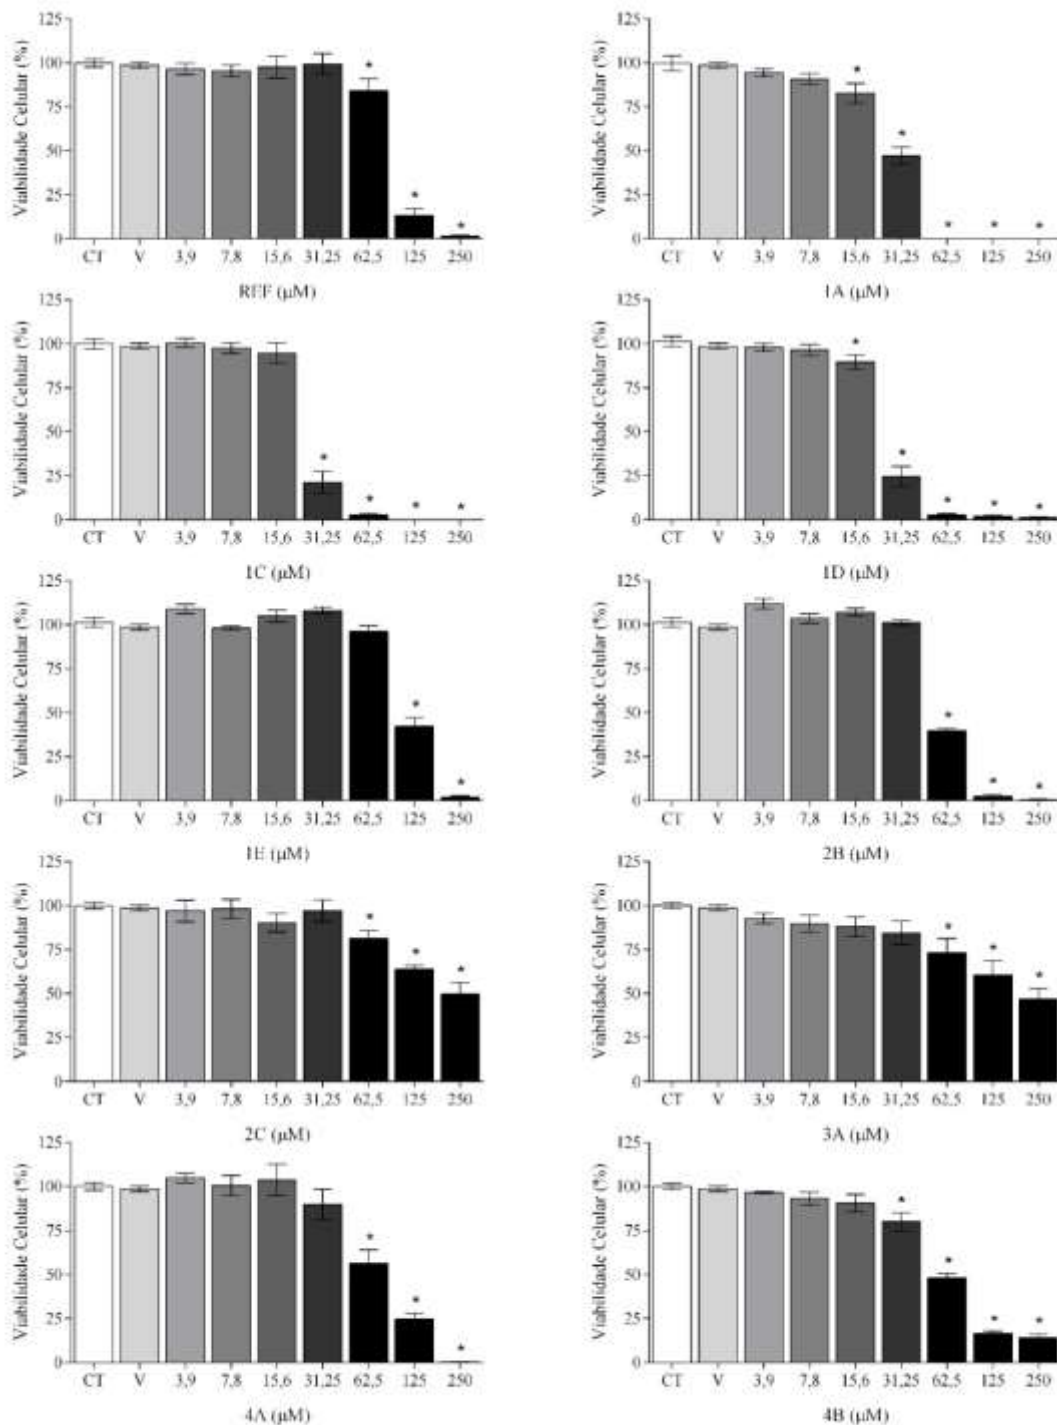 125
100
75
50
25
0
Viabilidade Celular (%)
* * *
CT V 3,9 7,8 15,6 31,25 62,5 125 250
REF (µM)
125
100
75
50
25
0
Viabilidade Celular (%)
* * * * *
CT V 3,9 7,8 15,6 31,25 62,5 125 250
1A (µM)
125
100
75
50
25
0
Viabilidade Celular (%)
* * * *
CT V 3,9 7,8 15,6 31,25 62,5 125 250
1C (µM)
125
100
75
50
25
0
Viabilidade Celular (%)
* * * * *
CT V 3,9 7,8 15,6 31,25 62,5 125 250
1D (µM)
125
100
75
50
25
0
Viabilidade Celular (%)
* *
CT V 3,9 7,8 15,6 31,25 62,5 125 250
1E (µM)
125
100
75
50
25
0
Viabilidade Celular (%)
* * *
CT V 3,9 7,8 15,6 31,25 62,5 125 250
2B (µM)
125
100
75
50
25
0
Viabilidade Celular (%)
* * *
CT V 3,9 7,8 15,6 31,25 62,5 125 250
2C (µM)
125
100
75
50
25
0
Viabilidade Celular (%)
* * *
CT V 3,9 7,8 15,6 31,25 62,5 125 250
3A (µM)
125
100
75
50
25
0
Viabilidade Celular (%)
* * *
CT V 3,9 7,8 15,6 31,25 62,5 125 250
4A (µM)
125
100
75
50
25
0
Viabilidade Celular (%)
* * * *
CT V 3,9 7,8 15,6 31,25 62,5 125 250
4B (µM)